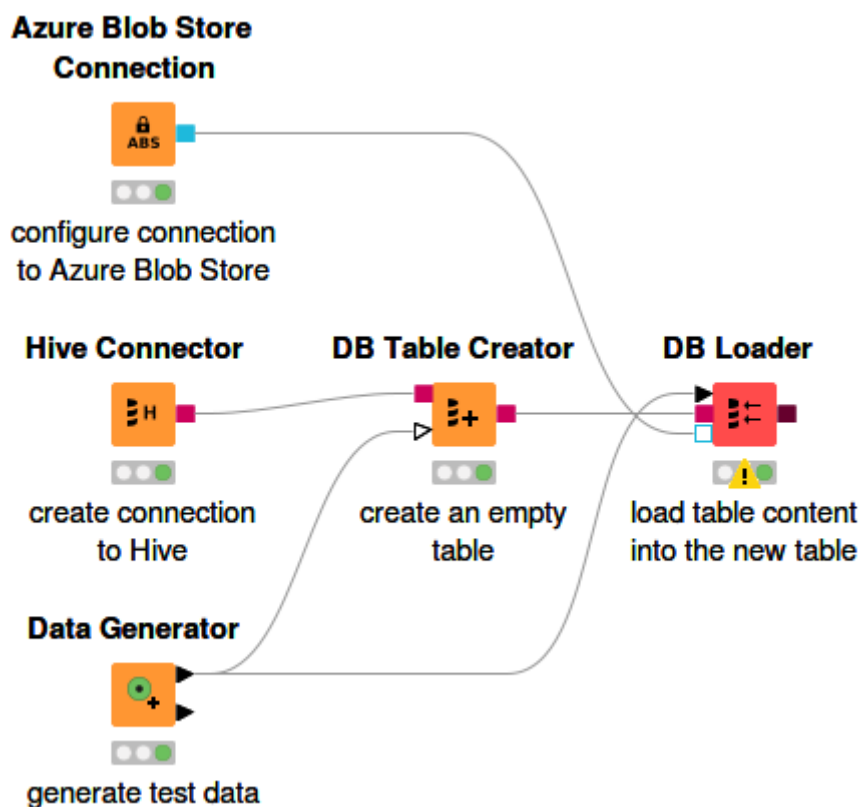 Azure Blob Store
Connection
ABS
configure connection
to Azure Blob Store
Hive Connector
DB Table Creator
DB Loader
H
create connection
to Hive
create an empty
table
load table content
into the new table
Data Generator
generate test data